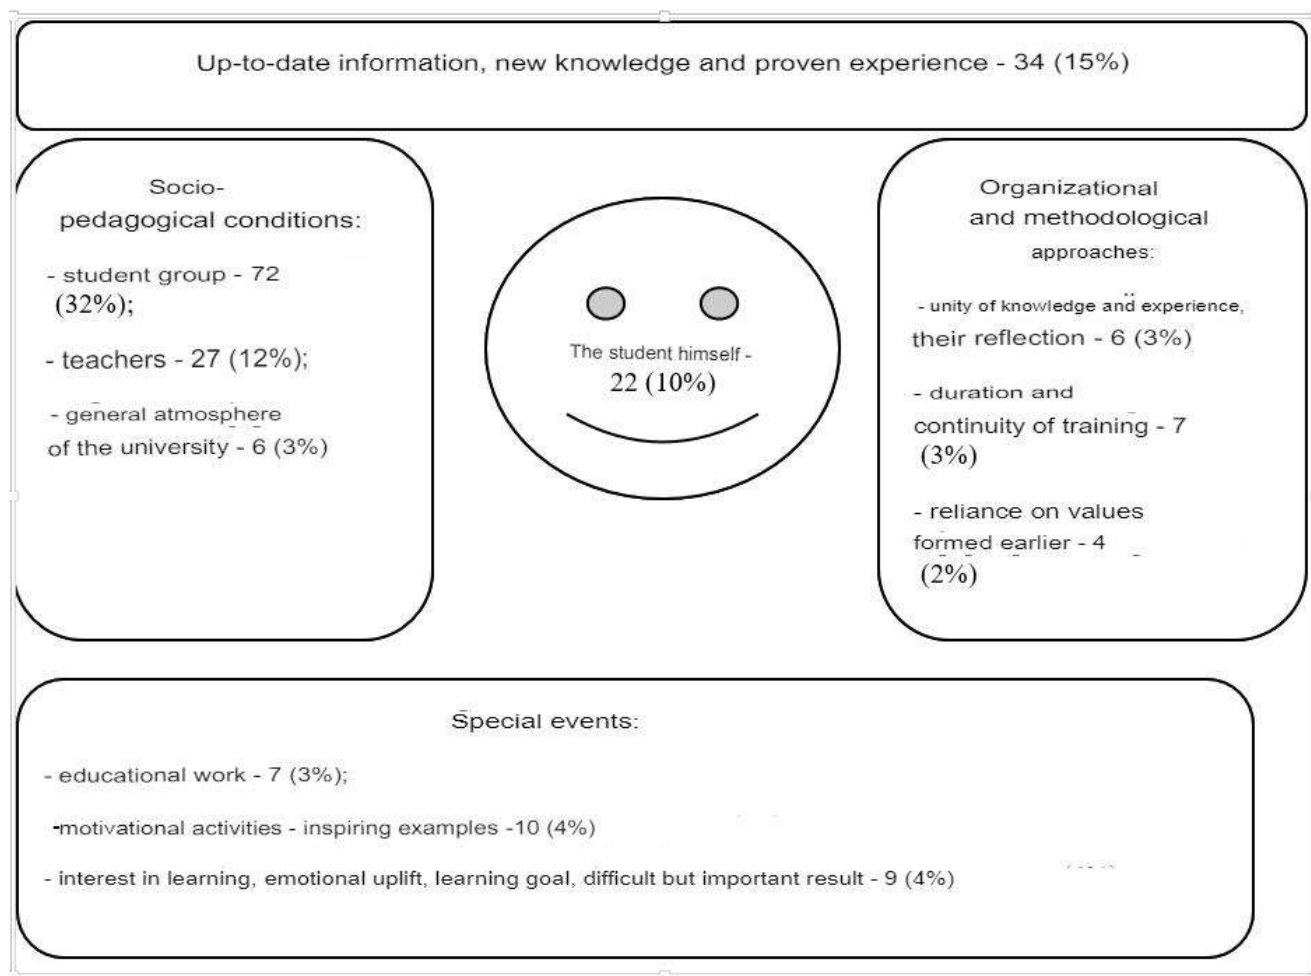 Up-to-date information, new knowledge and proven experience - 34 (15%)
Socio-
pedagogical conditions:
- student group - 72
(32%);
- teachers - 27 (12%);
- general atmosphere
of the university - 6 (3%)
The student himself -
22 (10%)
Organizational
and methodological
approaches:
- unity of knowledge and experience,
their reflection - 6 (3%)
- duration and
continuity of training - 7
(3%)
- reliance on values
formed earlier - 4
(2%)
Special events:
- educational work - 7 (3%);
-motivational activities - inspiring examples -10 (4%)
- interest in learning, emotional uplift, learning goal, difficult but important result - 9 (4%)